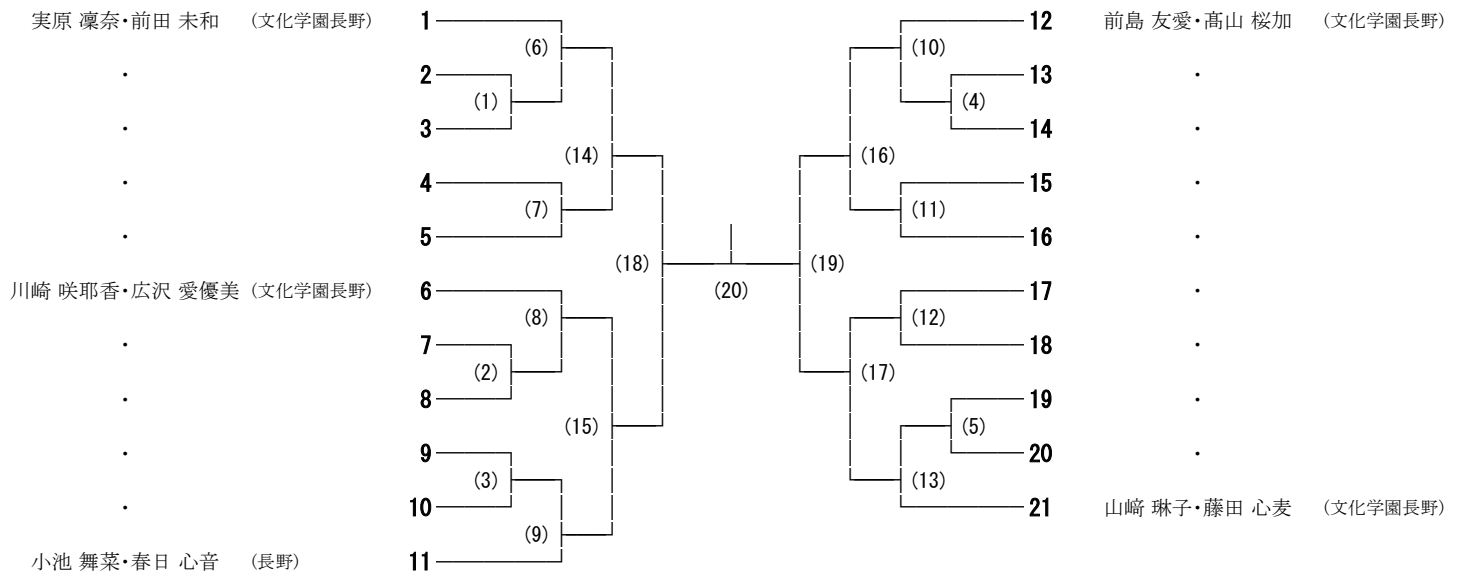 実原 凜奈・前田 未和 (文化学園長野) 1 12 前島 友愛・髙山 桜加 (文化学園長野)
(6) (10)
・ 2 13 ・
(1) (4)
・ 3 14 ・
(14) (16)
・ 4 15 ・
(7) (11)
・ 5 16 ・
(18) (19)
川崎 咲耶香・広沢 愛優美 (文化学園長野) 6 (20) 17 ・
(8) (12)
・ 7 18 ・
(2) (17)
・ 8 19 ・
(15) (5)
・ 9 20 ・
(3) (13)
・ 10 21 山﨑 琳子・藤田 心麦 (文化学園長野)
(9)
小池 舞菜・春日 心音 (長野) 11